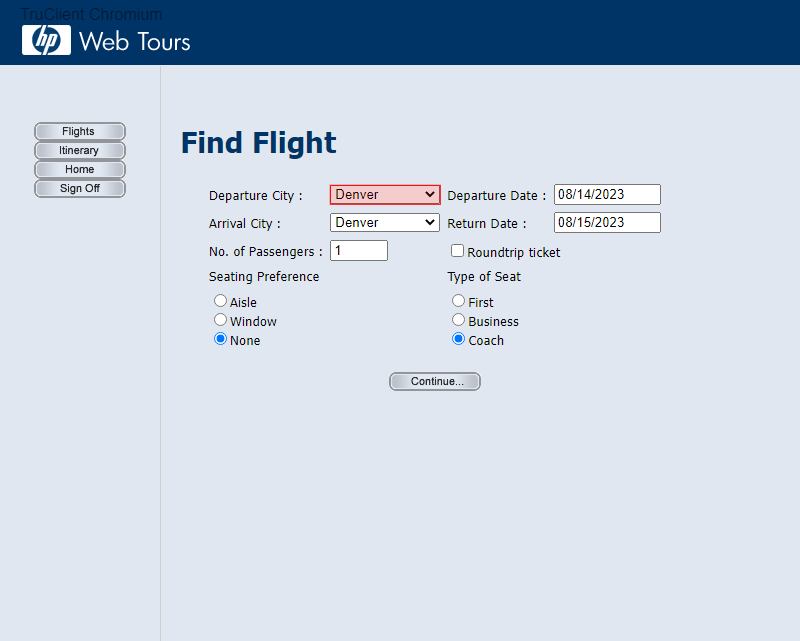 TruClient Chromium
hp Web Tours
Flights
Itinerary
Home
Sign Off
Find Flight
Departure City : Denver Departure Date : 08/14/2023
Arrival City : Denver Return Date : 08/15/2023
No. of Passengers : 1 Roundtrip ticket
Seating Preference Type of Seat
Aisle First
Window Business
None Coach
Continue...